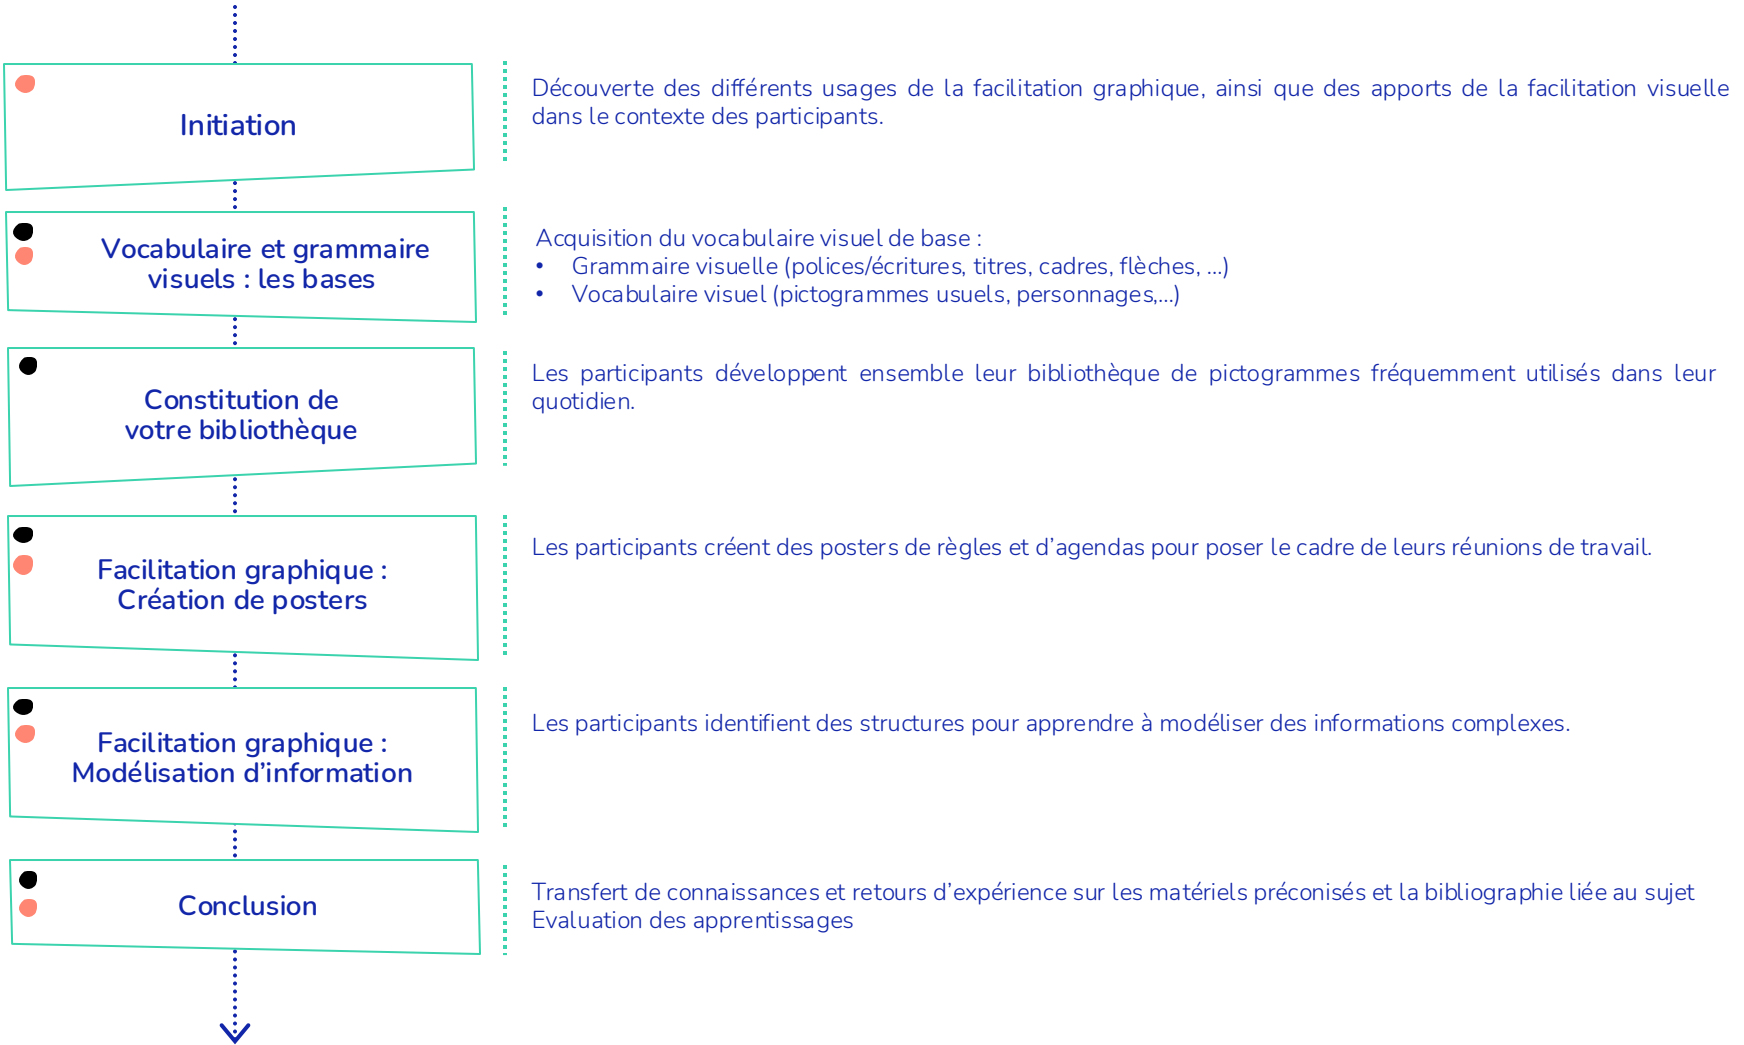 Initiation
Découverte des différents usages de la facilitation graphique, ainsi que des apports de la facilitation visuelle
dans le contexte des participants.
Vocabulaire et grammaire
visuels : les bases
Acquisition du vocabulaire visuel de base :
• Grammaire visuelle (polices/écritures, titres, cadres, flèches, ...)
• Vocabulaire visuel (pictogrammes usuels, personnages,...)
Constitution de
votre bibliothèque
Les participants développent ensemble leur bibliothèque de pictogrammes fréquemment utilisés dans leur
quotidien.
Facilitation graphique :
Création de posters
Les participants créent des posters de règles et d’agendas pour poser le cadre de leurs réunions de travail.
Facilitation graphique :
Modélisation d’information
Les participants identifient des structures pour apprendre à modéliser des informations complexes.
Conclusion
Transfert de connaissances et retours d’expérience sur les matériels préconisés et la bibliographie liée au sujet
Evaluation des apprentissages